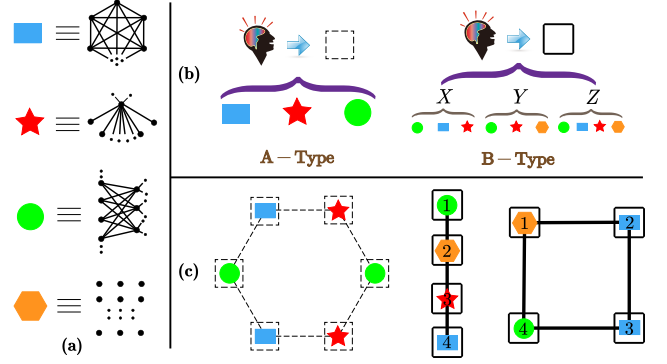 (a)
(b)
A – Type
X Y Z
B – Type
(c)
1
2
3
4
1 2
4 3